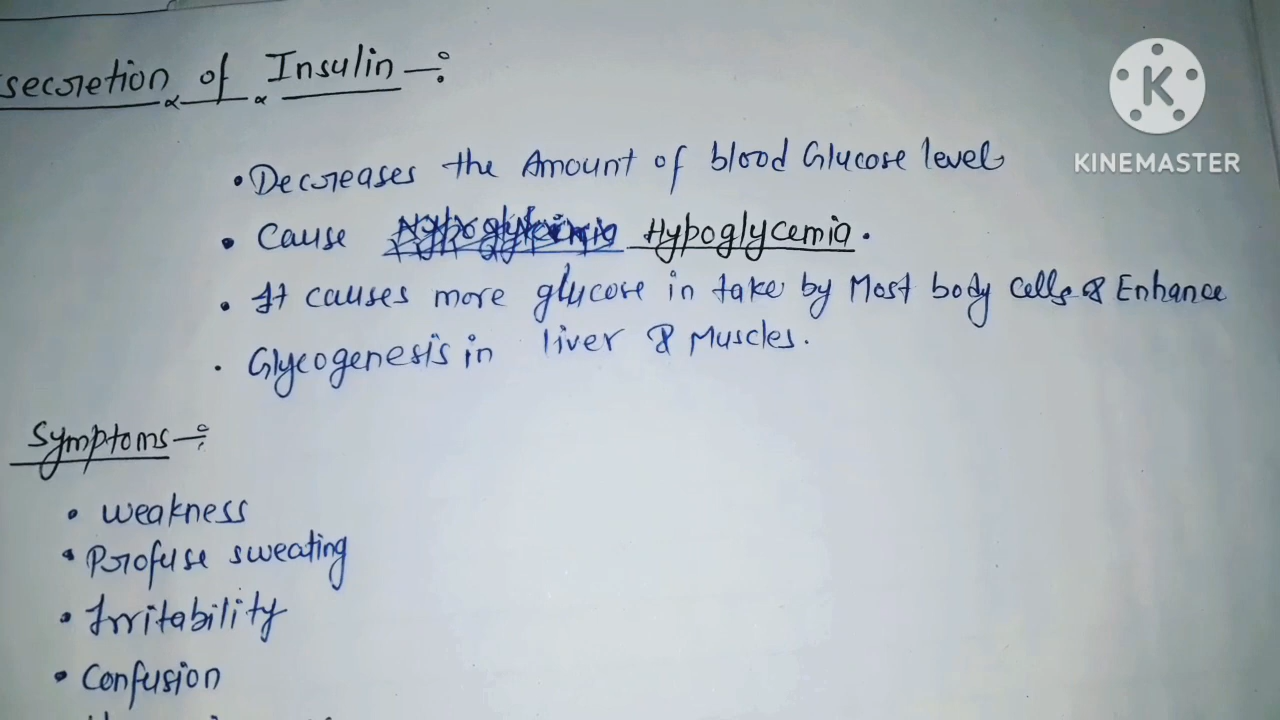 secretion of Insulin -:
K
KINEMASTER
• Decreases the Amount of blood Glucose level
• Cause Hypoglycemia.
• It causes more glucose in take by Most body cells & Enhance
• Glycogenesis in liver & Muscles.
Symptoms -:
• weakness
• Profuse sweating
• Irritability
• Confusion